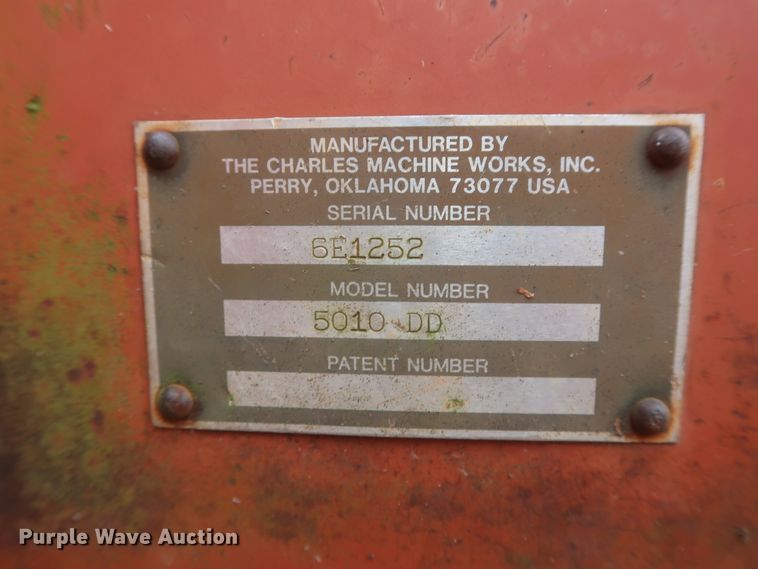 MANUFACTURED BY
THE CHARLES MACHINE WORKS, INC.
PERRY, OKLAHOMA 73077 USA
SERIAL NUMBER
6E1252
MODEL NUMBER
5010 DD
PATENT NUMBER
Purple Wave Auction